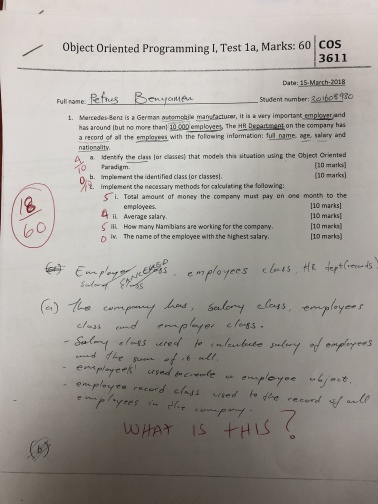 Object Oriented Programming I, Test 1a, Marks: 60
COS 3611
Date: 15-March-2018
Full name: Petrus Benyamen Student number: 201608980
1. Mercedes-Benz is a German automobile manufacturer, it is a very important employer and
has around (but no more than) 10 000 employees. The HR Department on the company has
a record of all the employees with the following information: full name, age, salary and
nationality.
a. Identify the class (or classes) that models this situation using the Object Oriented
Paradigm. [10 marks]
b. Implement the identified class (or classes). [10 marks]
c. Implement the necessary methods for calculating the following:
5 i. Total amount of money the company must pay on one month to the
employees. [10 marks]
4 ii. Average salary. [10 marks]
5 iii. How many Namibians are working for the company. [10 marks]
0 iv. The name of the employee with the highest salary. [10 marks]
18
60
CANCELLED
employees class, HR dept (records)
Salary class
(a) The company has, Salary class, employees
class and employer class.
- Salary class used to calculate salary of employees
and the sum of it all.
- employees used to create a employee object.
- employee record class used to the record of all
employees in the company.
WHAT IS THIS?
(b)